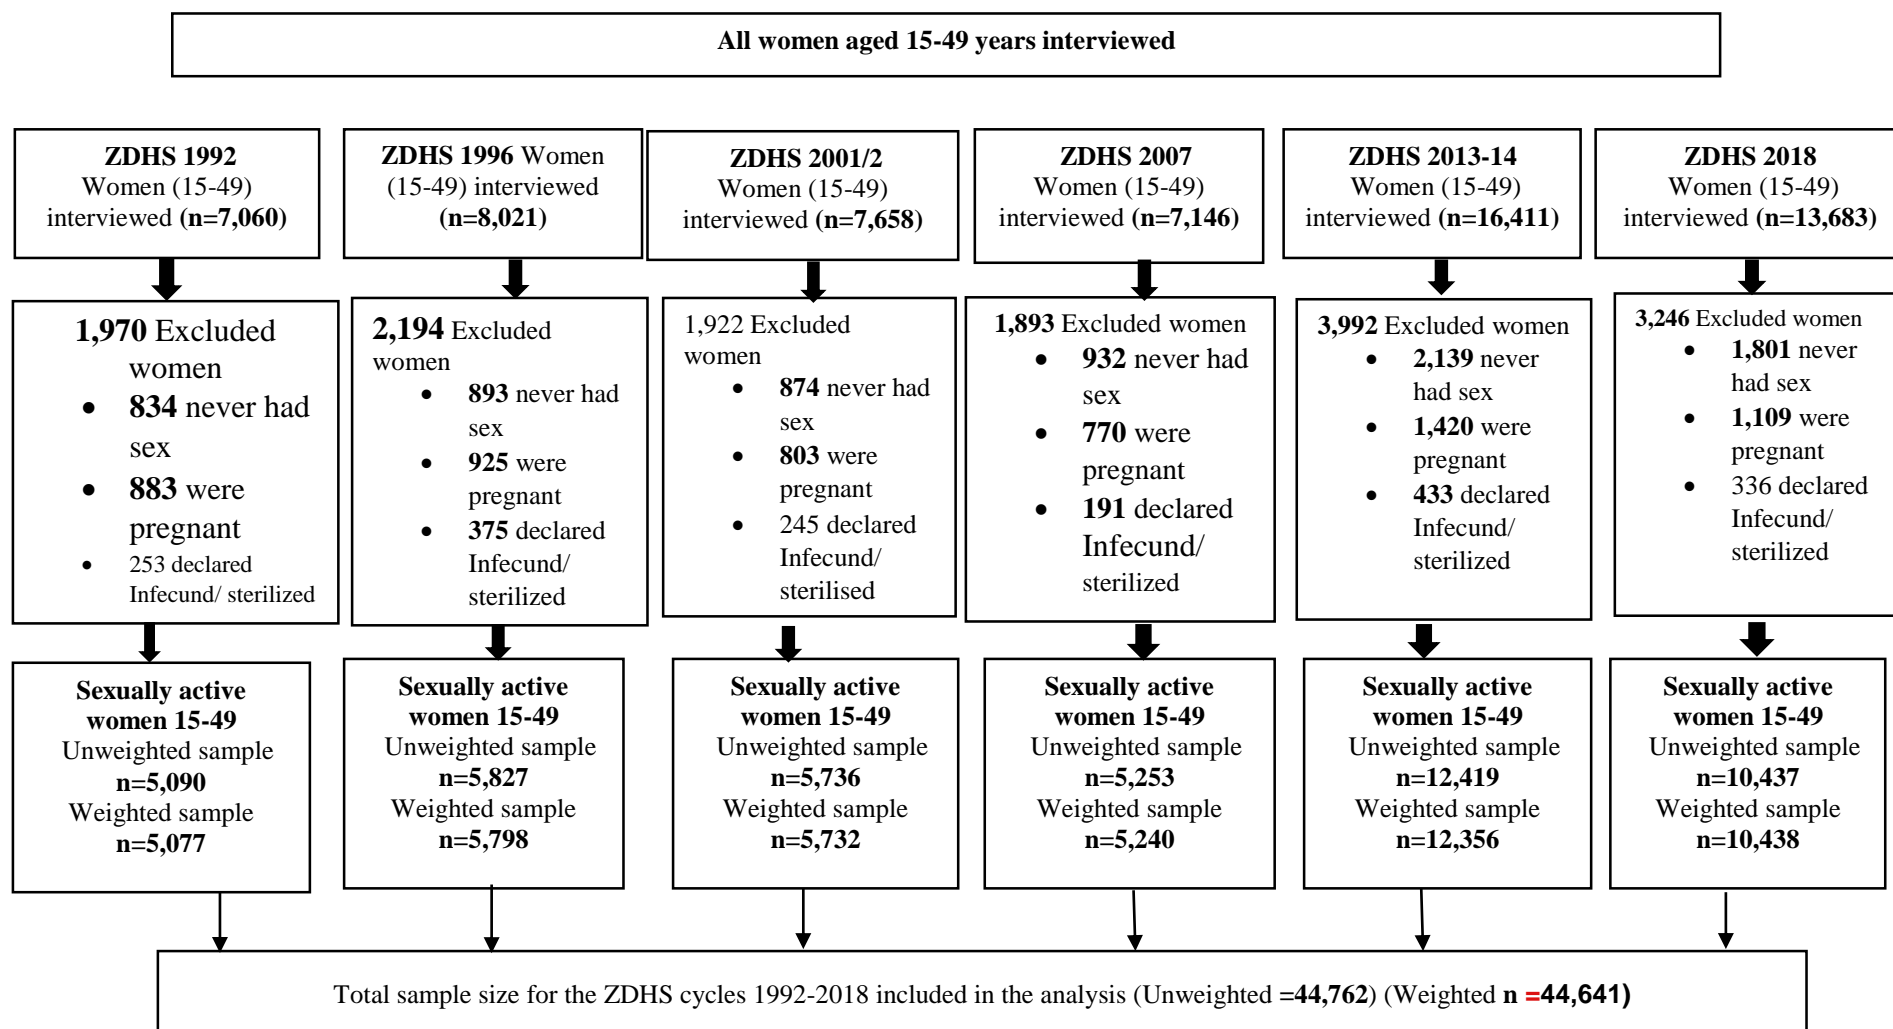 All women aged 15-49 years interviewed
ZDHS 1992
Women (15-49)
interviewed (n=7,060)
ZDHS 1996 Women
(15-49) interviewed
(n=8,021)
ZDHS 2001/2
Women (15-49)
interviewed (n=7,658)
ZDHS 2007
Women (15-49)
interviewed (n=7,146)
ZDHS 2013-14
Women (15-49)
interviewed (n=16,411)
ZDHS 2018
Women (15-49)
interviewed (n=13,683)
1,970 Excluded
women
• 834 never had
sex
• 883 were
pregnant
• 253 declared
Infecund/ sterilized
2,194 Excluded
women
• 893 never had
sex
• 925 were
pregnant
• 375 declared
Infecund/
sterilized
1,922 Excluded
women
• 874 never had
sex
• 803 were
pregnant
• 245 declared
Infecund/
sterilised
1,893 Excluded women
• 932 never had
sex
• 770 were
pregnant
• 191 declared
Infecund/
sterilized
3,992 Excluded women
• 2,139 never
had sex
• 1,420 were
pregnant
• 433 declared
Infecund/
sterilized
3,246 Excluded women
• 1,801 never
had sex
• 1,109 were
pregnant
• 336 declared
Infecund/
sterilized
Sexually active
women 15-49
Unweighted sample
n=5,090
Weighted sample
n=5,077
Sexually active
women 15-49
Unweighted sample
n=5,827
Weighted sample
n=5,798
Sexually active
women 15-49
Unweighted sample
n=5,736
Weighted sample
n=5,732
Sexually active
women 15-49
Unweighted sample
n=5,253
Weighted sample
n=5,240
Sexually active
women 15-49
Unweighted sample
n=12,419
Weighted sample
n=12,356
Sexually active
women 15-49
Unweighted sample
n=10,437
Weighted sample
n=10,438
Total sample size for the ZDHS cycles 1992-2018 included in the analysis (Unweighted =44,762) (Weighted n =44,641)